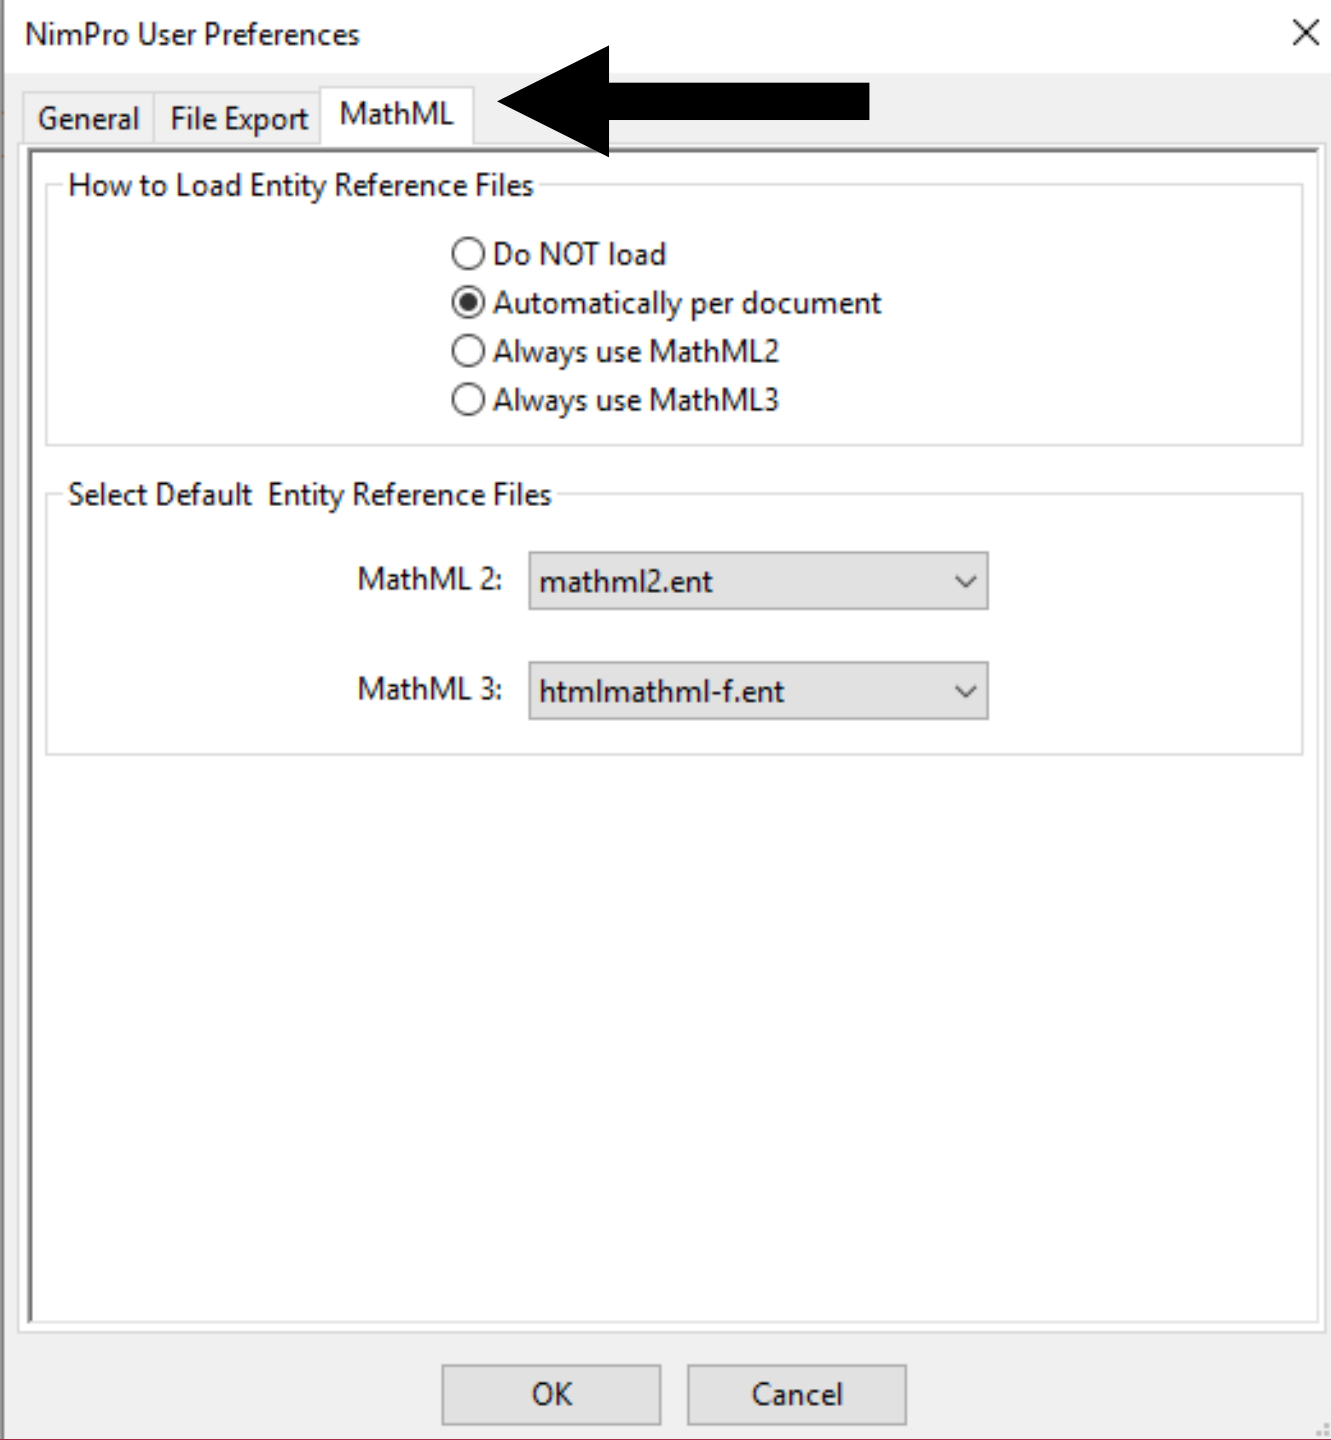 NimPro User Preferences
General File Export MathML
How to Load Entity Reference Files
Do NOT load
Automatically per document
Always use MathML2
Always use MathML3
Select Default  Entity Reference Files
MathML 2: mathml2.ent
MathML 3: htmlmathml-f.ent
OK Cancel